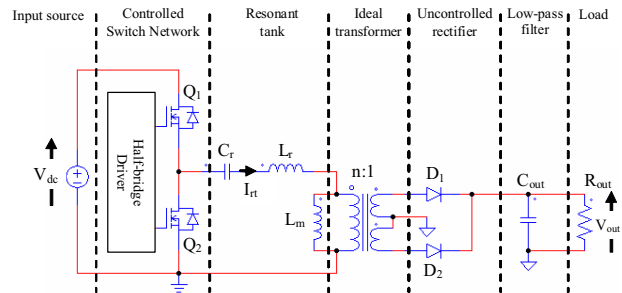 Input source
Controlled
Switch Network
Resonant
tank
Ideal
transformer
Uncontrolled
rectifier
Low-pass
filter
Load
Q1
Half-bridge
Driver
Vdc
Cr
Lr
Irt
n:1
Lm
D1
D2
Cout
Rout
Vout
Q2